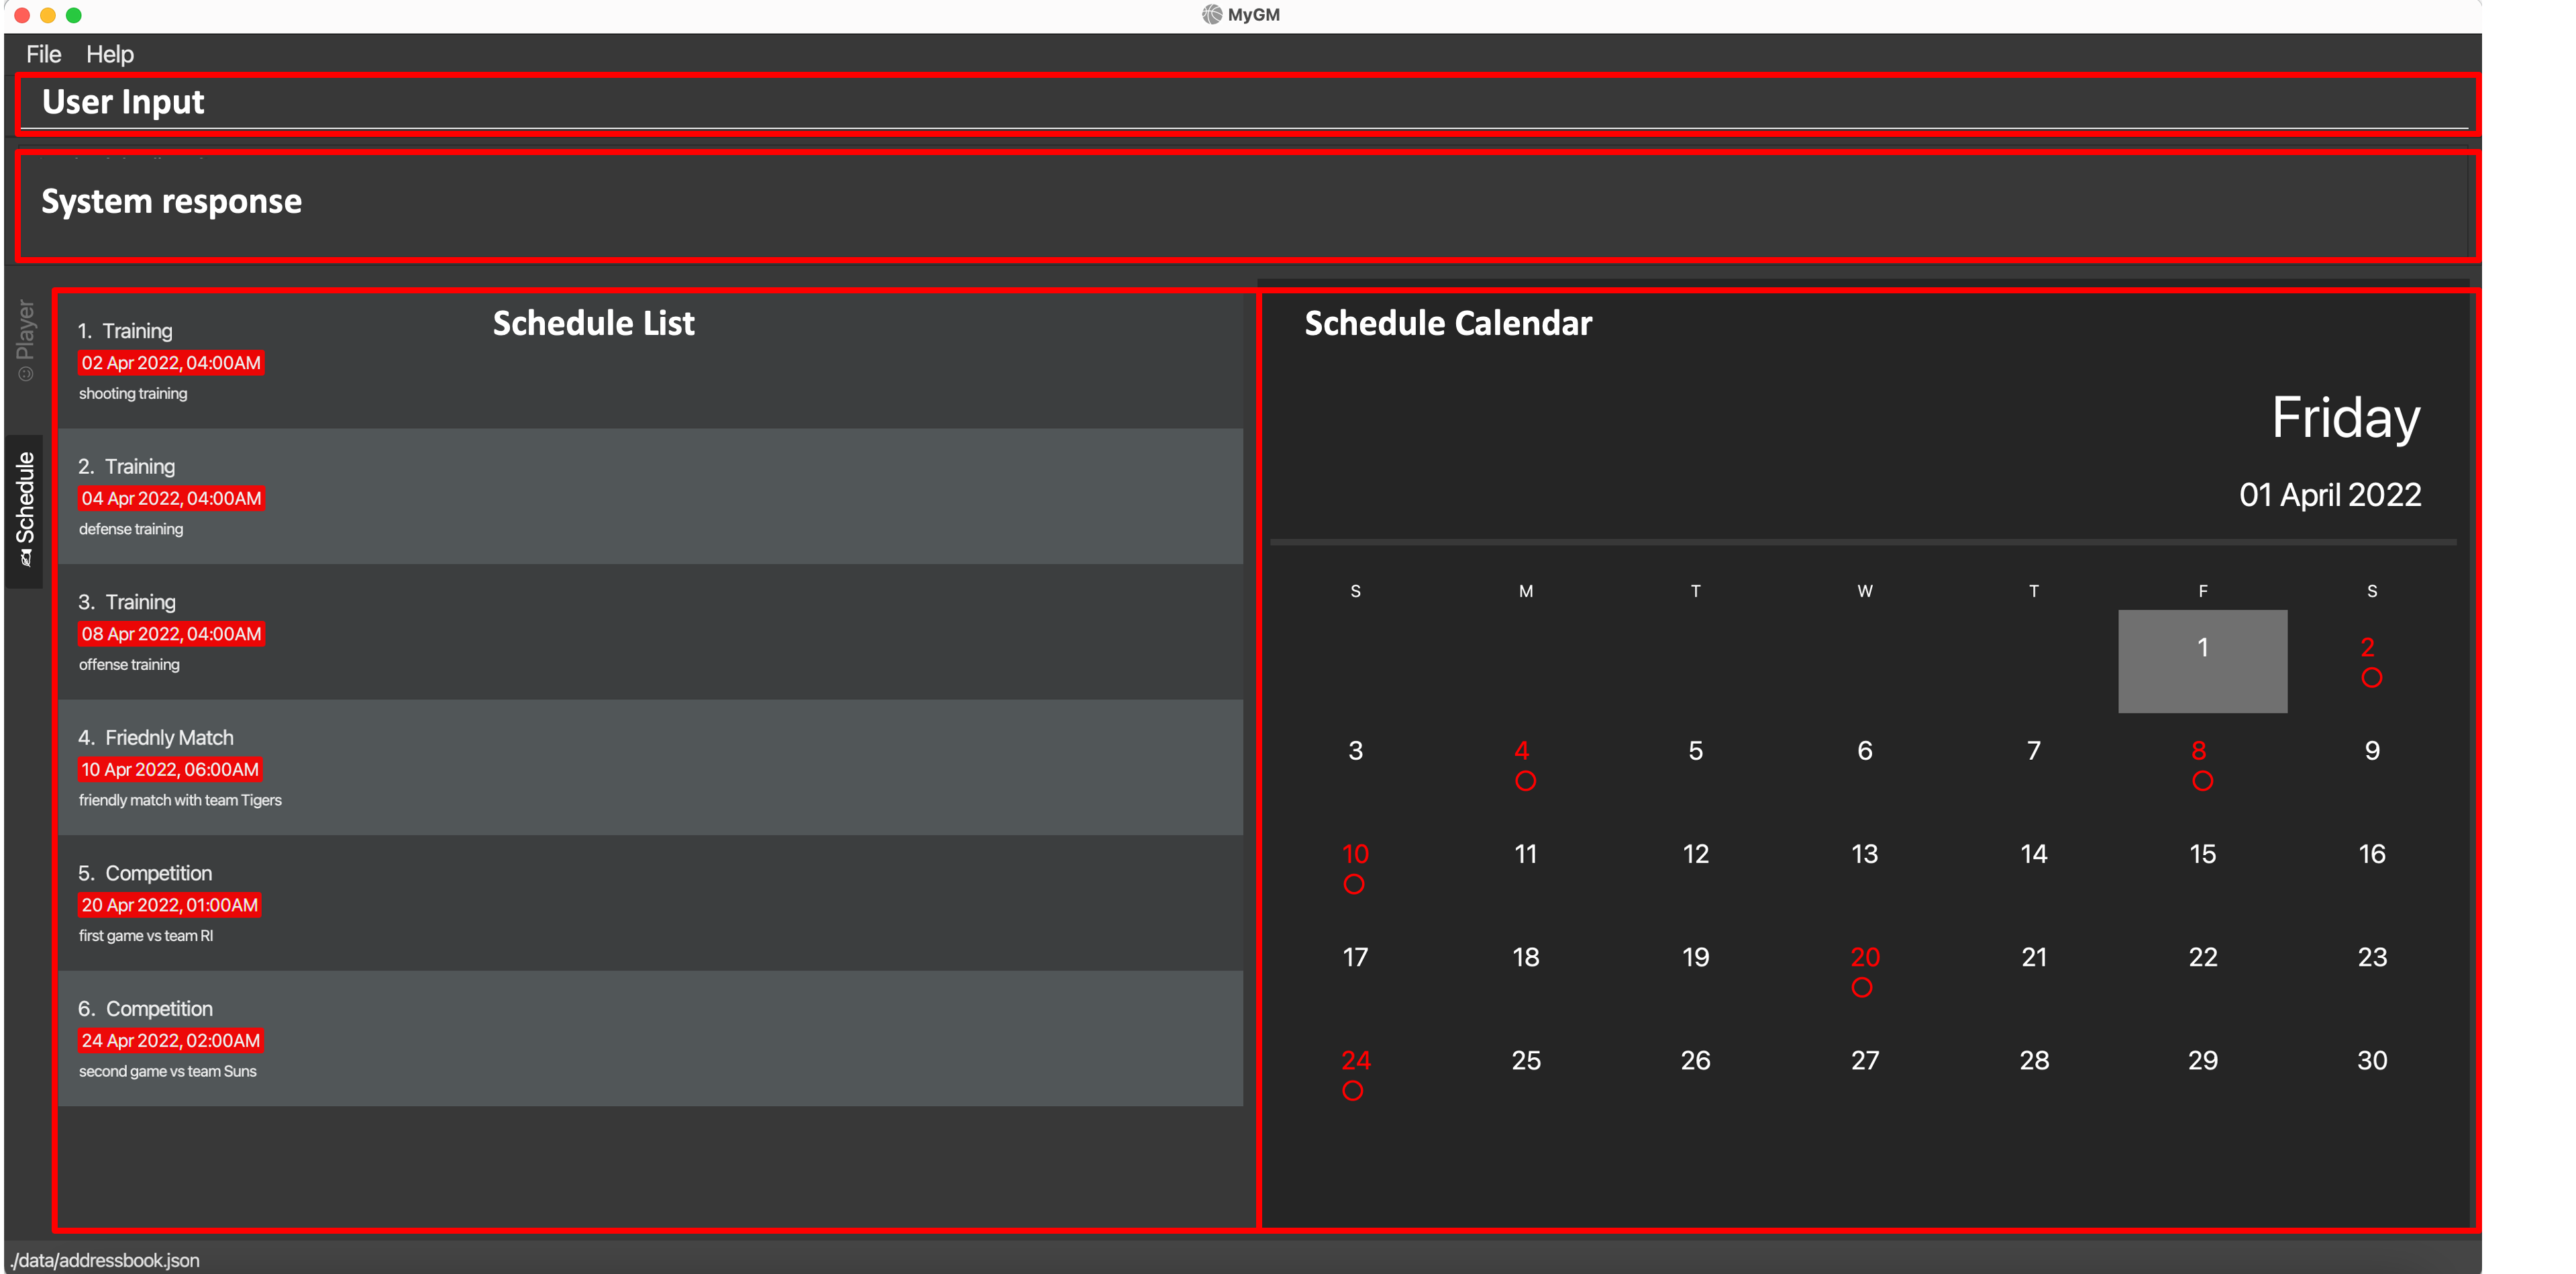 MyGM
File Help
User Input
System response
Player
Schedule
Schedule List
1. Training
02 Apr 2022, 04:00AM
shooting training
2. Training
04 Apr 2022, 04:00AM
defense training
3. Training
08 Apr 2022, 04:00AM
offense training
4. Friednly Match
10 Apr 2022, 06:00AM
friendly match with team Tigers
5. Competition
20 Apr 2022, 01:00AM
first game vs team RI
6. Competition
24 Apr 2022, 02:00AM
second game vs team Suns
Schedule Calendar
Friday
01 April 2022
S M T W T F S
1 2
3 4 5 6 7 8 9
10 11 12 13 14 15 16
17 18 19 20 21 22 23
24 25 26 27 28 29 30
./data/addressbook.json